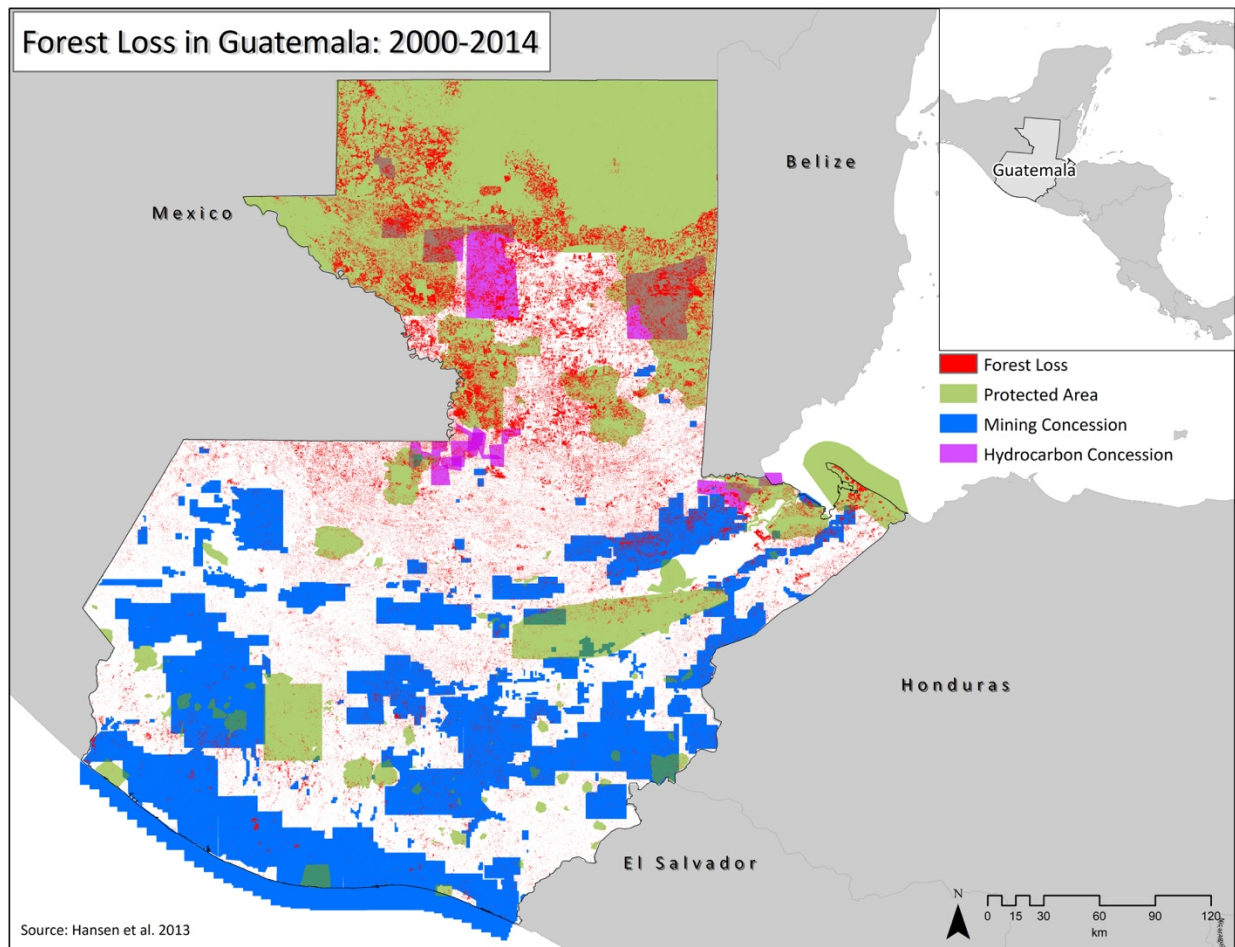 Forest Loss in Guatemala: 2000-2014
Guatemala
Belize
Mexico
Forest Loss
Protected Area
Mining Concession
Hydrocarbon Concession
Honduras
El Salvador
N
0 15 30 60 90 120
km
Source: Hansen et al. 2013